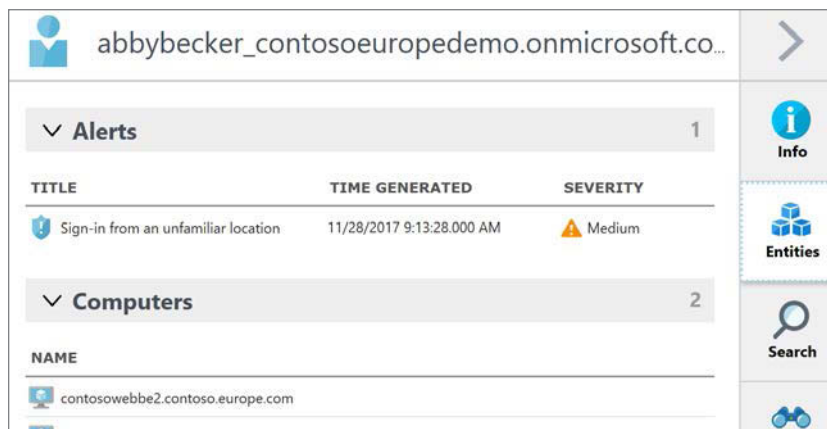 abbybecker_contosoeuropedemo.onmicrosoft.co...
Alerts 1
Info
TITLE TIME GENERATED SEVERITY
Sign-in from an unfamiliar location 11/28/2017 9:13:28.000 AM Medium
Entities
Computers 2
Search
NAME
contosowebbe2.contoso.europe.com